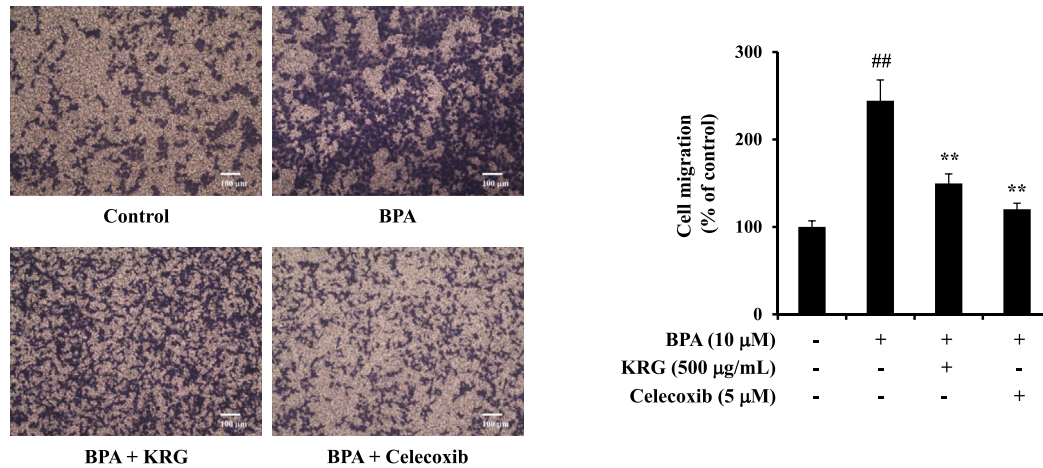 100 µm
100 µm
Control
BPA
100 µm
100 µm
BPA + KRG
BPA + Celecoxib
Cell migration
(% of control)
300
200
100
0
##
**
**
BPA (10 µM) - + + +
KRG (500 µg/mL) - - + -
Celecoxib (5 µM) - - - +